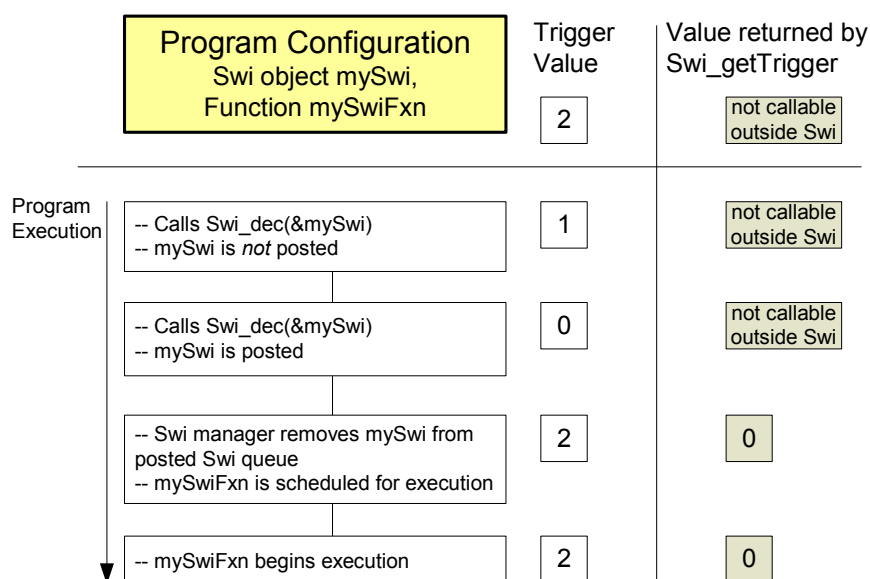 Program Configuration
Swi object mySwi,
Function mySwiFxn
Trigger
Value
Value returned by
Swi_getTrigger
2
not callable
outside Swi
Program
Execution
-- Calls Swi_dec(&mySwi)
-- mySwi is not posted
1
not callable
outside Swi
-- Calls Swi_dec(&mySwi)
-- mySwi is posted
0
not callable
outside Swi
-- Swi manager removes mySwi from
posted Swi queue
-- mySwiFxn is scheduled for execution
2
0
-- mySwiFxn begins execution
2
0